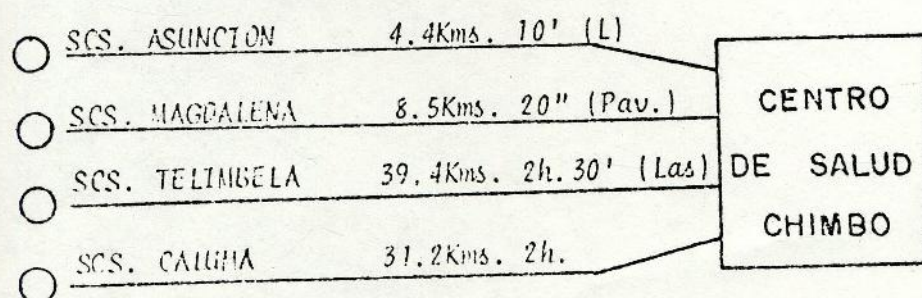 SCS. ASUNCION 4.4Kms. 10' (L)
SCS. MAGDALENA 8.5Kms. 20" (Pav.)
SCS. TELIMBELA 39.4Kms. 2h.30' (Las)
SCS. CALUMA 31.2Kms. 2h.
CENTRO
DE SALUD
CHIMBO